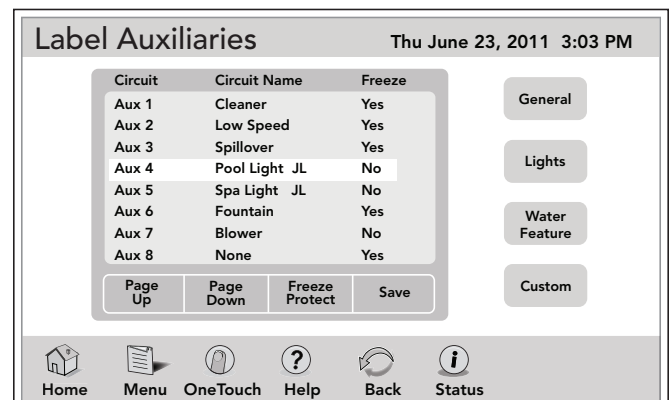 Label Auxiliaries Thu June 23, 2011 3:03 PM
Circuit Circuit Name Freeze
Aux 1 Cleaner Yes
Aux 2 Low Speed Yes
Aux 3 Spillover Yes
Aux 4 Pool Light JL No
Aux 5 Spa Light JL No
Aux 6 Fountain Yes
Aux 7 Blower No
Aux 8 None Yes
Page Up
Page Down
Freeze Protect
Save
General
Lights
Water
Feature
Custom
Home Menu OneTouch Help Back Status